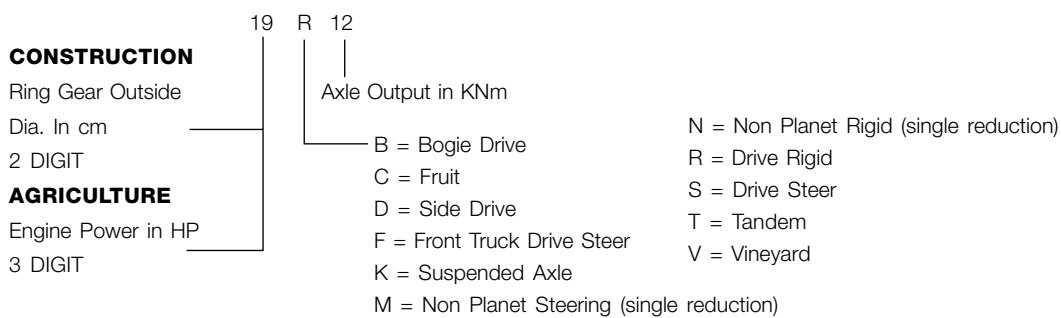 19 R 12
CONSTRUCTION
Ring Gear Outside
Dia. In cm
2 DIGIT
AGRICULTURE
Engine Power in HP
3 DIGIT
Axle Output in KNm
B = Bogie Drive
C = Fruit
D = Side Drive
F = Front Truck Drive Steer
K = Suspended Axle
M = Non Planet Steering (single reduction)
N = Non Planet Rigid (single reduction)
R = Drive Rigid
S = Drive Steer
T = Tandem
V = Vineyard